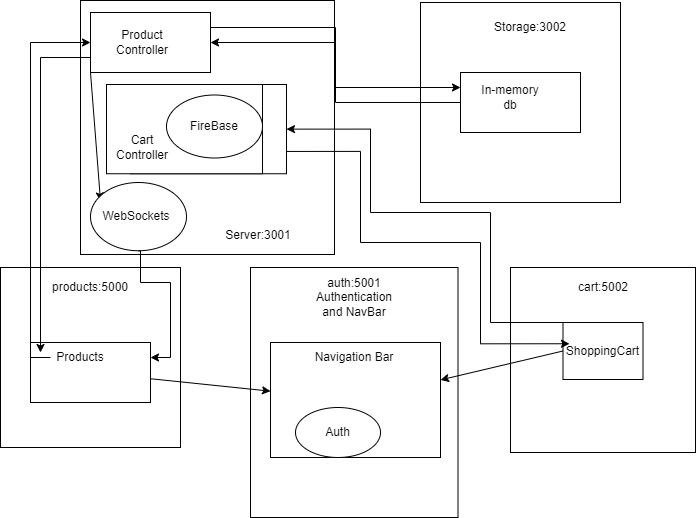 Product
Controller
Storage:3002
In-memory
db
FireBase
Cart
Controller
WebSockets
Server:3001
products:5000
Products
auth:5001
Authentication
and NavBar
Navigation Bar
Auth
cart:5002
ShoppingCart